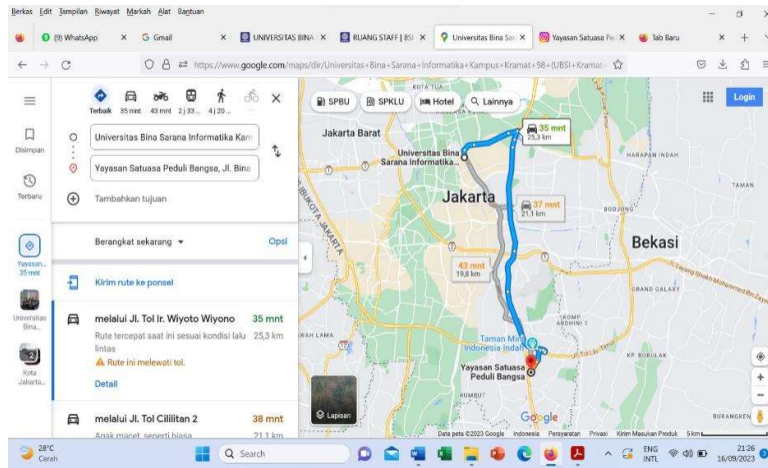 Berkas Edit Tampilan Riwayat Markah Alat Bantuan
(9) WhatsApp
Gmail
UNIVERSITAS BINA
RUANG STAFF | BSI
Universitas Bina Sar
Yayasan Satuasa Pe
Tab Baru
https://www.google.com/maps/dir/Universitas+Bina+Sarana+Informatika+Kampus+Kramat+98+(UBSI+Kramat
Terbaik
35 mnt
43 mnt
2 j 33
4 j 20
Disimpan
Terbaru
Yayasan...
35 mnt
Universitas
Bina...
2
Kota
Jakarta...
Universitas Bina Sarana Informatika Kam
Yayasan Satuasa Peduli Bangsa, Jl. Bina
Tambahkan tujuan
Berangkat sekarang
Opsi
Kirim rute ke ponsel
melalui Jl. Tol Ir. Wiyoto Wiyono 35 mnt
Rute tercepat saat ini sesuai kondisi lalu 25,3 km
lintas
Rute ini melewati tol.
Detail
melalui Jl. Tol Cililitan 2 38 mnt
Agak macet, seperti biasa 21,1 km
SPBU
SPKLU
Hotel
Lainnya
Login
KOTA TUA
Jakarta Barat
Universitas Bina
Sarana Informatika...
35 mnt
25,3 km
HARAPAN INDAH
TAMAN
Jakarta
37 mnt
21,1 km
BOJONG
Bekasi
43 mnt
19,8 km
GRAND GALAXY
Taman Mini
Indonesia Indah
KP. BUBULAK
Yayasan Satuasa
Peduli Bangsa
RUMBUT
BURANGKEN
Lapisan
Google
Data peta ©2023 Google Indonesia Persyaratan Privasi Kirim Masukan Produk 5 km
28°C
Cerah
Search
ENG
INTL
21:26
16/09/2023